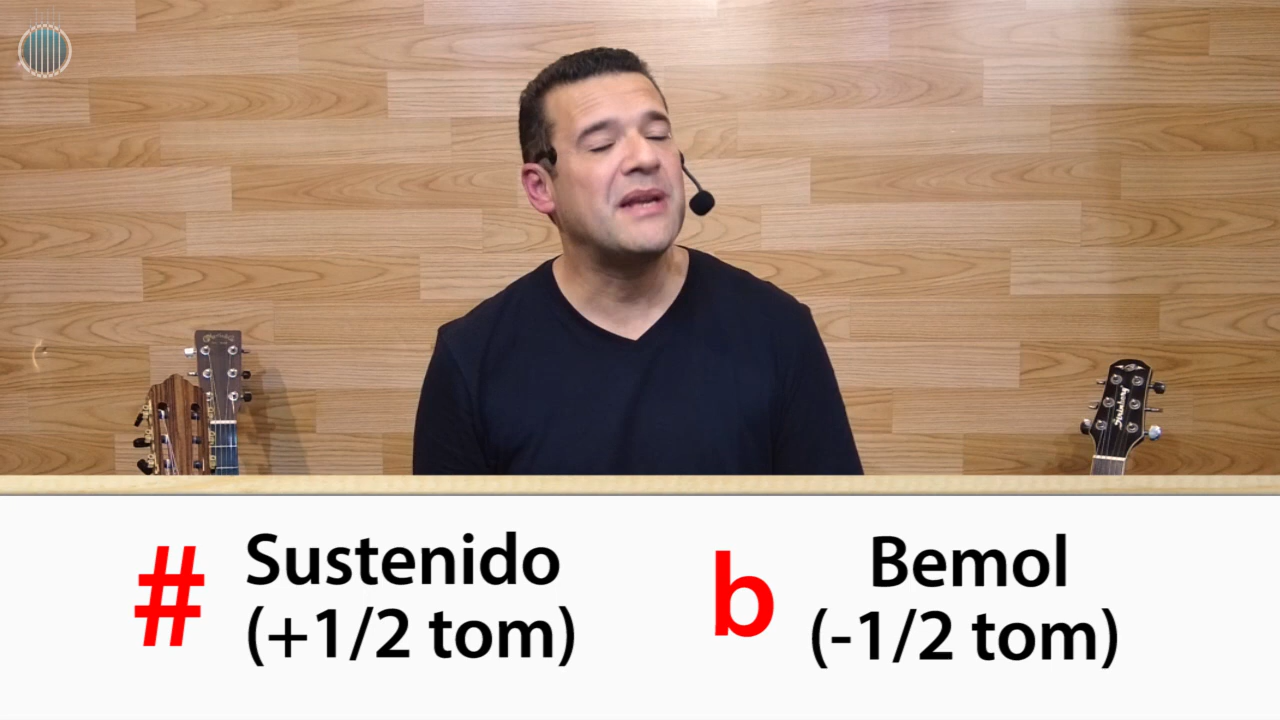 # Sustenido
(+1/2 tom)
b Bemol
(-1/2 tom)